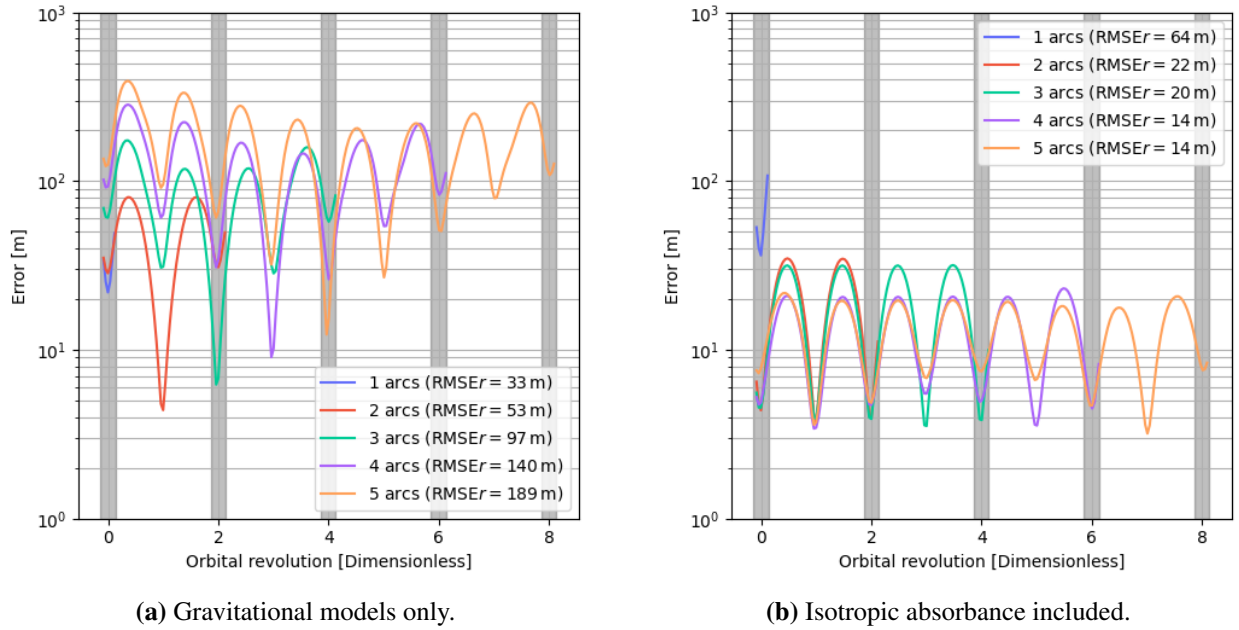 10³
10²
10¹
10⁰
Error [m]
0 2 4 6 8
Orbital revolution [Dimensionless]
1 arcs (RMSEr = 33 m)
2 arcs (RMSEr = 53 m)
3 arcs (RMSEr = 97 m)
4 arcs (RMSEr = 140 m)
5 arcs (RMSEr = 189 m)
(a) Gravitational models only.
10³
10²
10¹
10⁰
Error [m]
0 2 4 6 8
Orbital revolution [Dimensionless]
1 arcs (RMSEr = 64 m)
2 arcs (RMSEr = 22 m)
3 arcs (RMSEr = 20 m)
4 arcs (RMSEr = 14 m)
5 arcs (RMSEr = 14 m)
(b) Isotropic absorbance included.